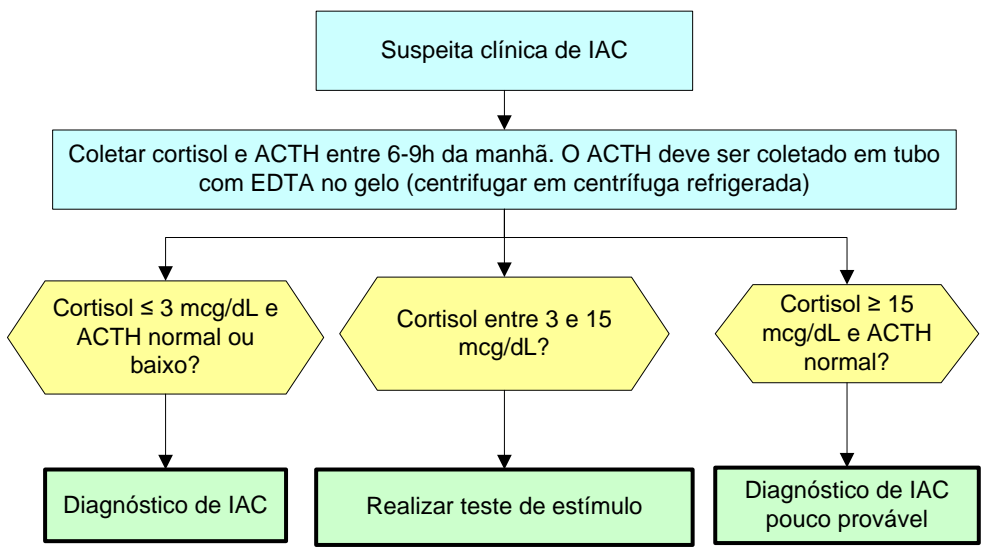 Suspeita clínica de IAC
Coletar cortisol e ACTH entre 6-9h da manhã. O ACTH deve ser coletado em tubo
com EDTA no gelo (centrifugar em centrífuga refrigerada)
Cortisol ≤ 3 mcg/dL e
ACTH normal ou
baixo?
Cortisol entre 3 e 15
mcg/dL?
Cortisol ≥ 15
mcg/dL e ACTH
normal?
Diagnóstico de IAC
Realizar teste de estímulo
Diagnóstico de IAC
pouco provável